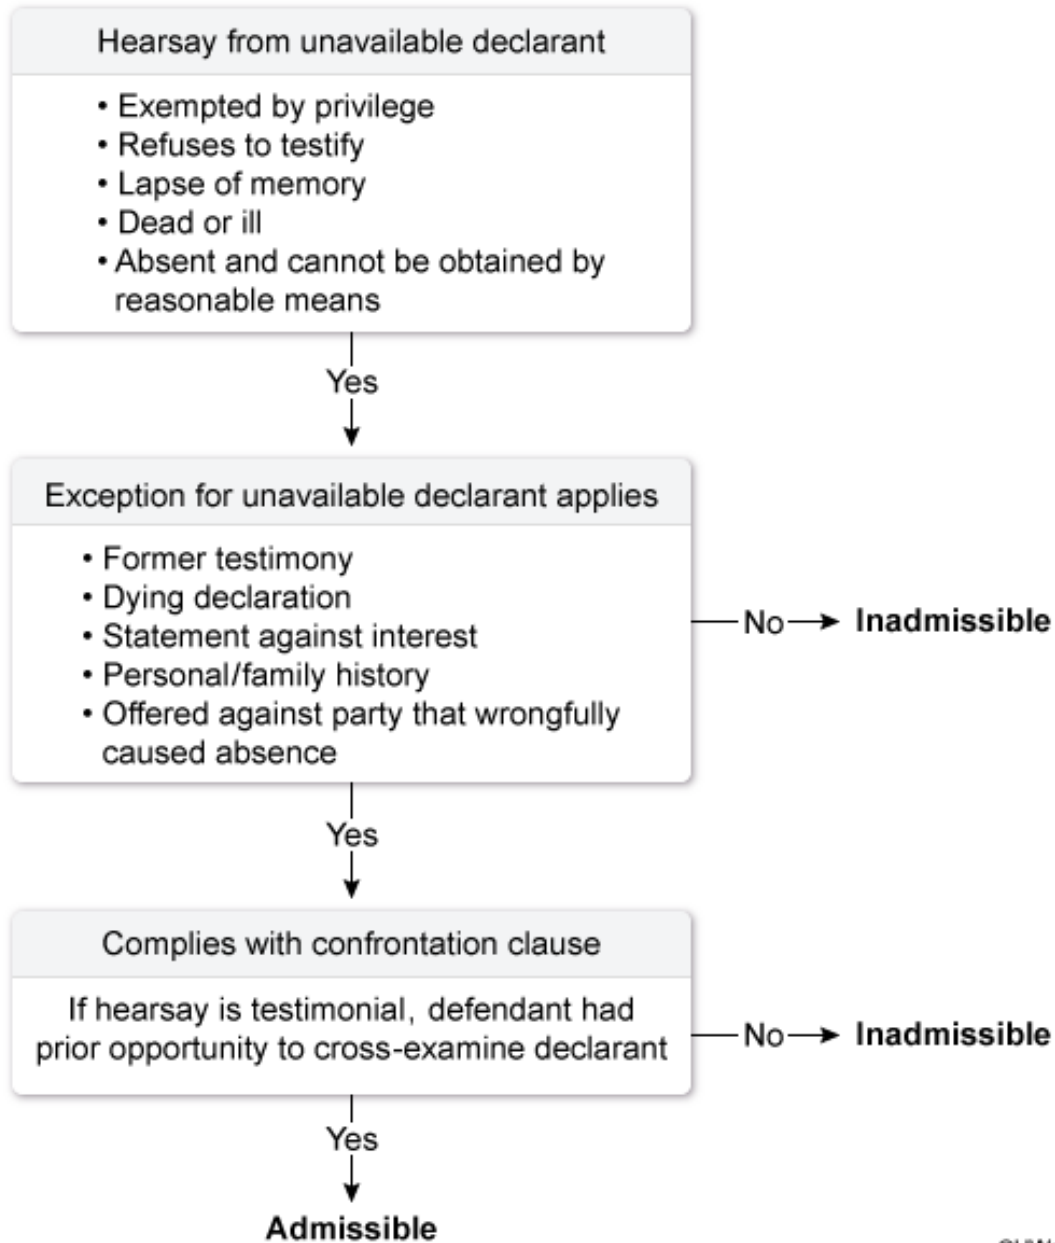 Hearsay from unavailable declarant
• Exempted by privilege
• Refuses to testify
• Lapse of memory
• Dead or ill
• Absent and cannot be obtained by
reasonable means
Yes
Exception for unavailable declarant applies
• Former testimony
• Dying declaration
• Statement against interest
• Personal/family history
• Offered against party that wrongfully
caused absence
No
Inadmissible
Yes
Complies with confrontation clause
If hearsay is testimonial, defendant had
prior opportunity to cross-examine declarant
No
Inadmissible
Yes
Admissible